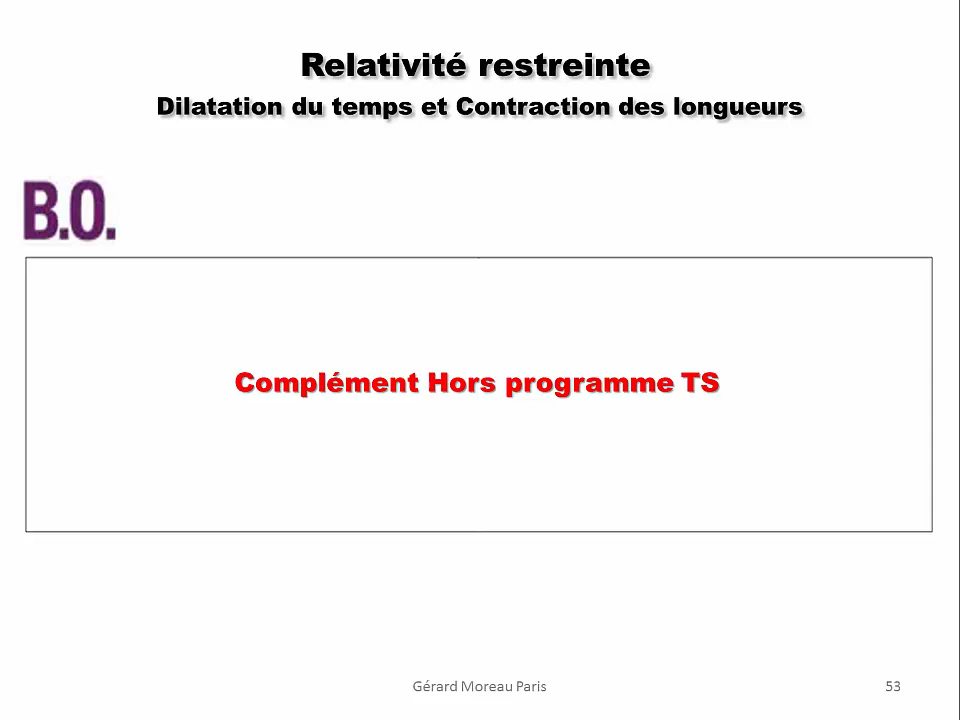 Relativité restreinte
Dilatation du temps et Contraction des longueurs
B.O.
Complément Hors programme TS
Gérard Moreau Paris
53